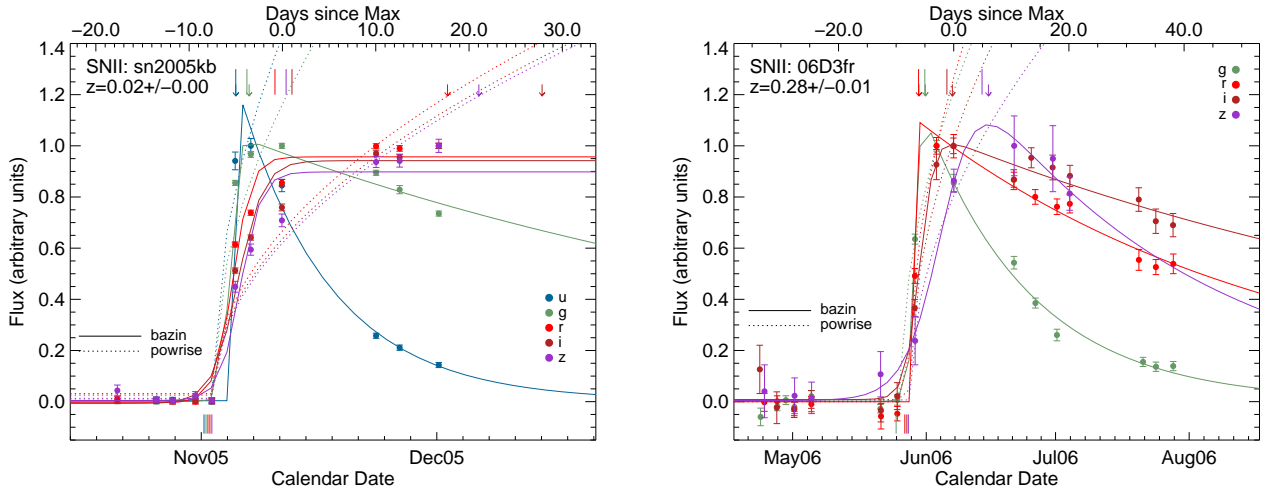 Days since Max
−20.0 −10.0 0.0 10.0 20.0 30.0
1.4
1.2
1.0
0.8
0.6
0.4
0.2
0.0
Flux (arbitrary units)
SNII: sn2005kb
z=0.02+/−0.00
u
g
r
i
z
bazin
powrise
Nov05 Dec05
Calendar Date
Days since Max
−20.0 0.0 20.0 40.0
1.4
1.2
1.0
0.8
0.6
0.4
0.2
0.0
Flux (arbitrary units)
SNII: 06D3fr
z=0.28+/−0.01
g
r
i
z
bazin
powrise
May06 Jun06 Jul06 Aug06
Calendar Date